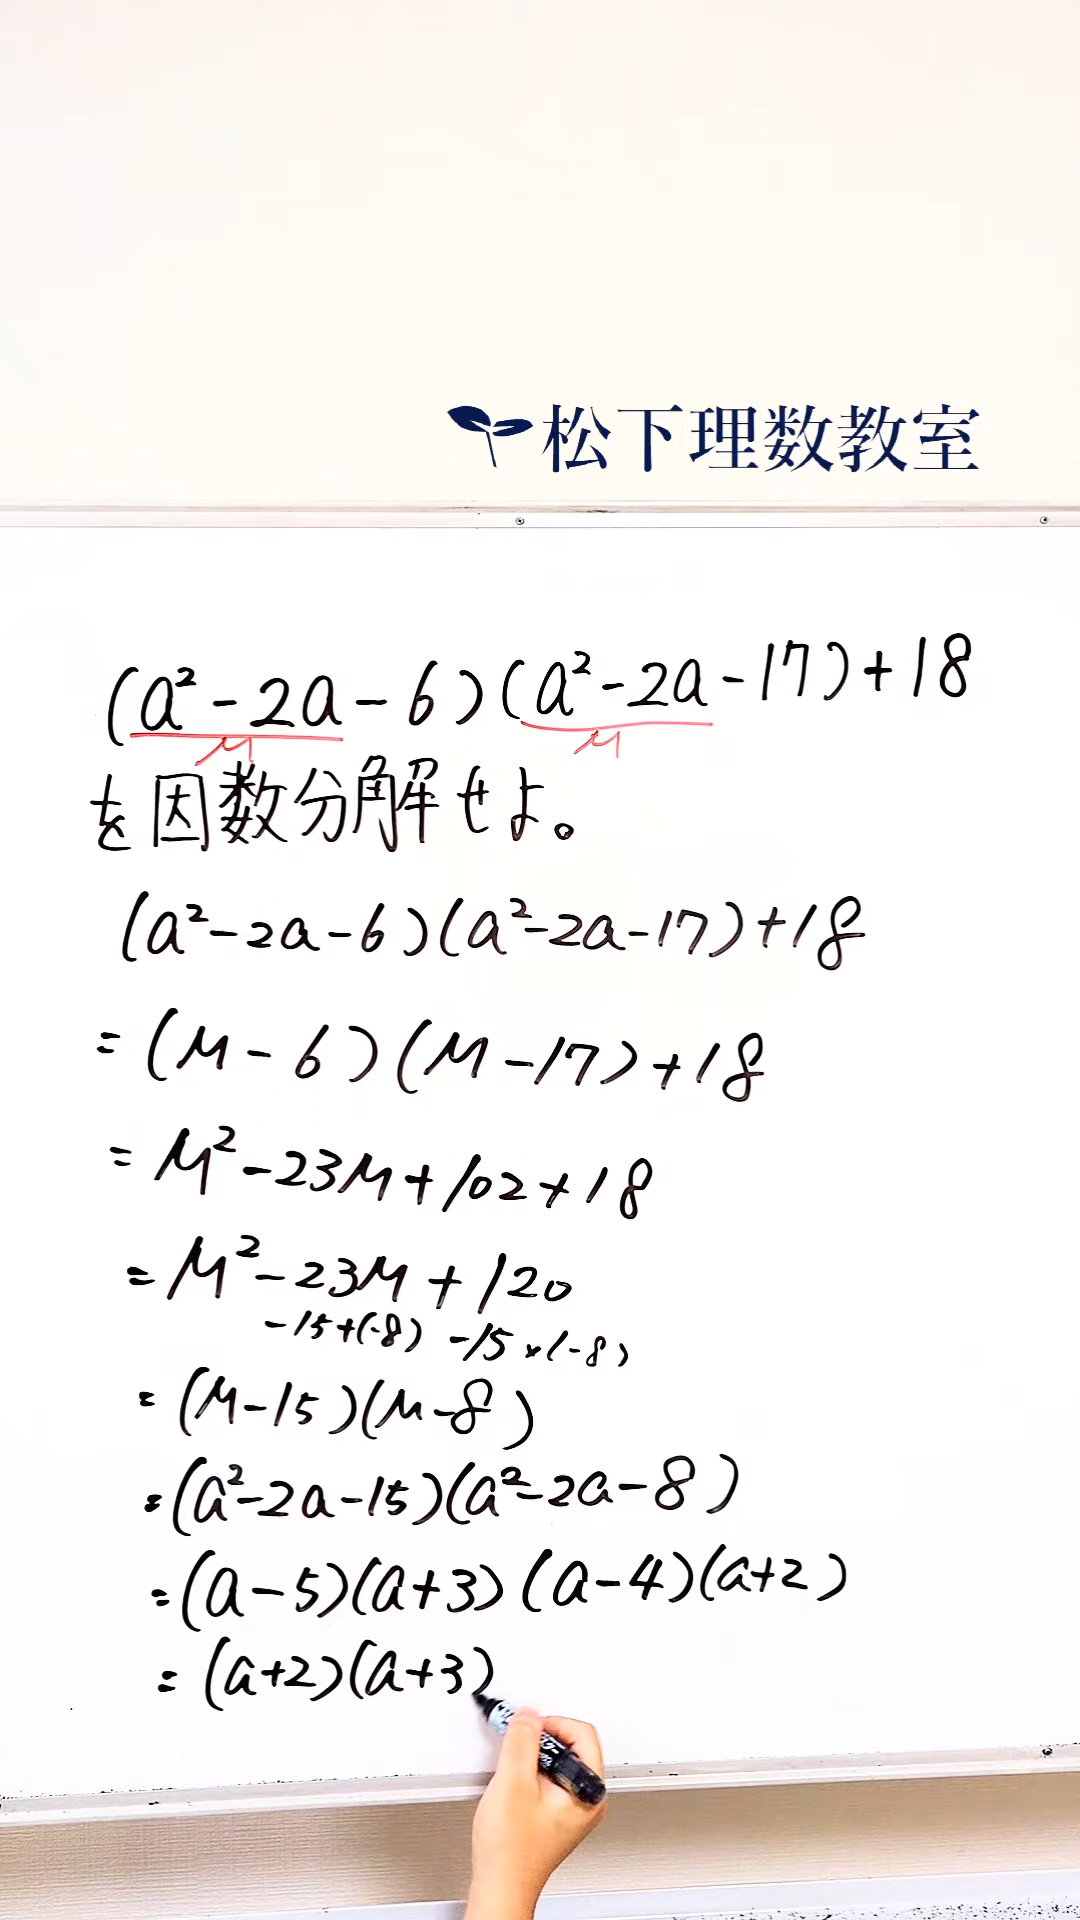 松下理数教室
(a²-2a-6)(a²-2a-17)+18
M M
を因数分解せよ。
(a²-2a-6)(a²-2a-17)+18
=(M-6)(M-17)+18
=M²-23M+102+18
=M²-23M+120
-15+(-8) -15×(-8)
=(M-15)(M-8)
=(a²-2a-15)(a²-2a-8)
=(a-5)(a+3)(a-4)(a+2)
=(a+2)(a+3)